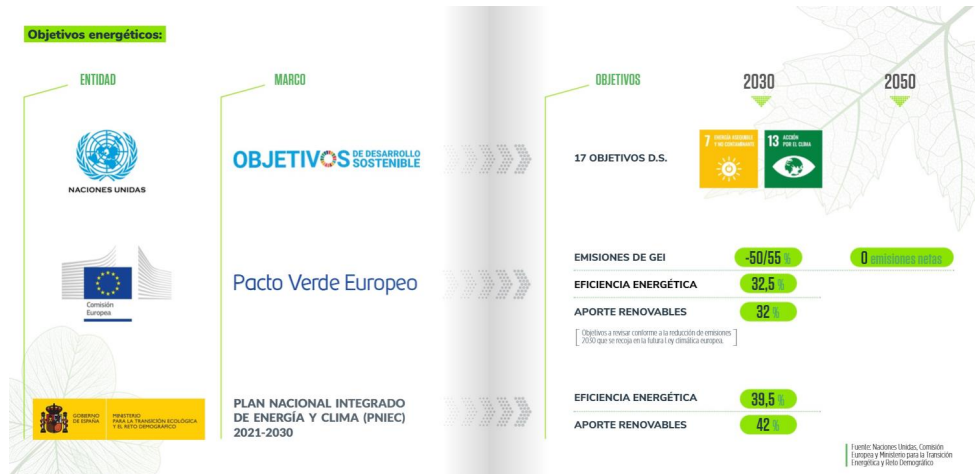 Objetivos energéticos:
ENTIDAD
MARCO
OBJETIVOS
2030
2050
NACIONES UNIDAS
OBJETIVOS DE DESARROLLO
SOSTENIBLE
17 OBJETIVOS D.S.
7 ENERGÍA ASEQUIBLE
Y NO CONTAMINANTE
13 ACCIÓN
POR EL CLIMA
Comisión
Europea
Pacto Verde Europeo
EMISIONES DE GEI
-50/55 %
0 emisiones netas
EFICIENCIA ENERGÉTICA
32,5 %
APORTE RENOVABLES
32 %
Objetivos a revisar conforme a la reducción de emisiones
2030 que se recoja en la futura Ley climática europea.
GOBIERNO
DE ESPAÑA
MINISTERIO
PARA LA TRANSICIÓN ECOLÓGICA
Y EL RETO DEMOGRÁFICO
PLAN NACIONAL INTEGRADO
DE ENERGÍA Y CLIMA (PNIEC)
2021-2030
EFICIENCIA ENERGÉTICA
39,5 %
APORTE RENOVABLES
42 %
Fuente: Naciones Unidas, Comisión
Europea y Ministerio para la Transición
Energética y Reto Demográfico